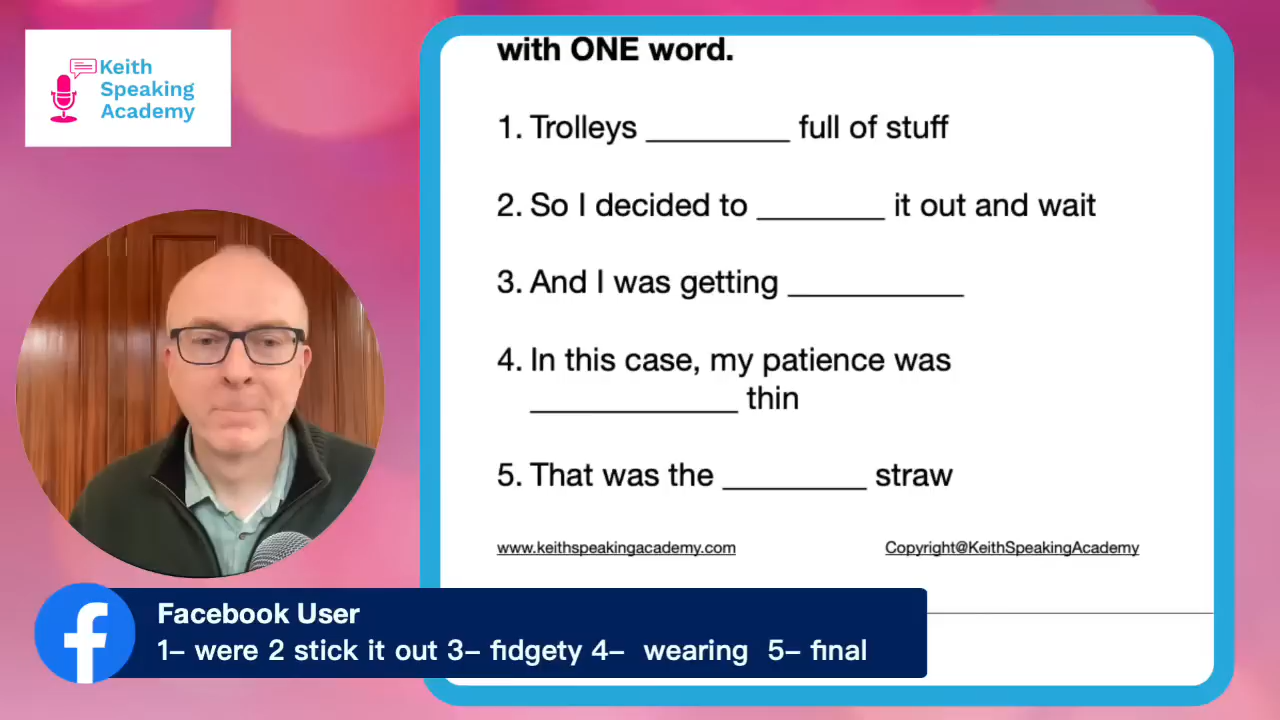 Keith
Speaking
Academy
with ONE word.
1. Trolleys _________ full of stuff
2. So I decided to ________ it out and wait
3. And I was getting ___________
4. In this case, my patience was
_____________ thin
5. That was the _________ straw
www.keithspeakingacademy.com
Copyright@KeithSpeakingAcademy
Facebook User
1– were 2 stick it out 3– fidgety 4– wearing 5– final